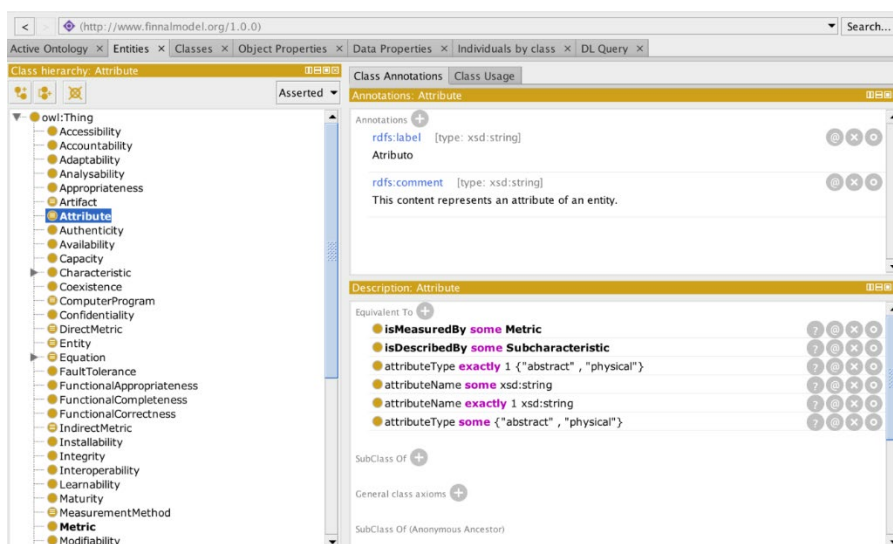 (http://www.finnalmodel.org/1.0.0)
Search...
Active Ontology × Entities × Classes × Object Properties × Data Properties × Individuals by class × DL Query ×
Class hierarchy: Attribute
Asserted
owl:Thing
Accessibility
Accountability
Adaptability
Analysability
Appropriateness
Artifact
Attribute
Authenticity
Availability
Capacity
Characteristic
Coexistence
ComputerProgram
Confidentiality
DirectMetric
Entity
Equation
FaultTolerance
FunctionalAppropriateness
FunctionalCompleteness
FunctionalCorrectness
IndirectMetric
Installability
Integrity
Interoperability
Learnability
Maturity
MeasurementMethod
Metric
Modifiability
Class Annotations Class Usage
Annotations: Attribute
Annotations
rdfs:label [type: xsd:string]
Atributo
rdfs:comment [type: xsd:string]
This content represents an attribute of an entity.
Description: Attribute
Equivalent To
isMeasuredBy some Metric
isDescribedBy some Subcharacteristic
attributeType exactly 1 {"abstract" , "physical"}
attributeName some xsd:string
attributeName exactly 1 xsd:string
attributeType some {"abstract" , "physical"}
SubClass Of
General class axioms
SubClass Of (Anonymous Ancestor)